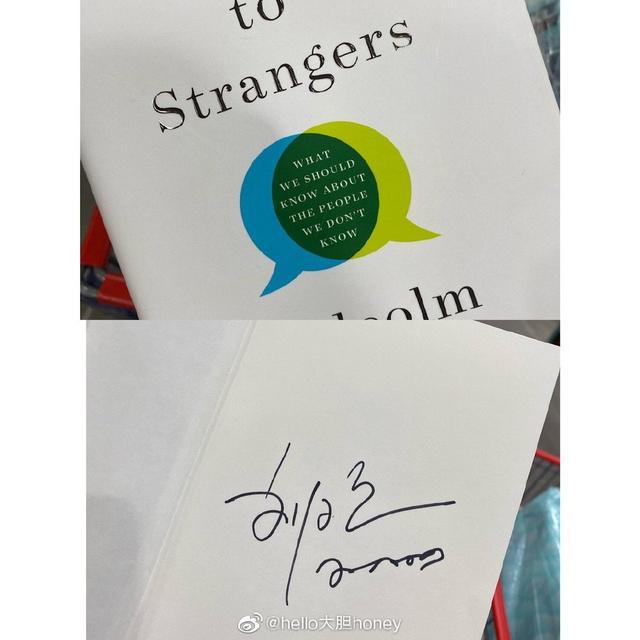 to
Strangers
WHAT
WE SHOULD
KNOW ABOUT
THE PEOPLE
WE DON'T
KNOW
@hello大胆honey